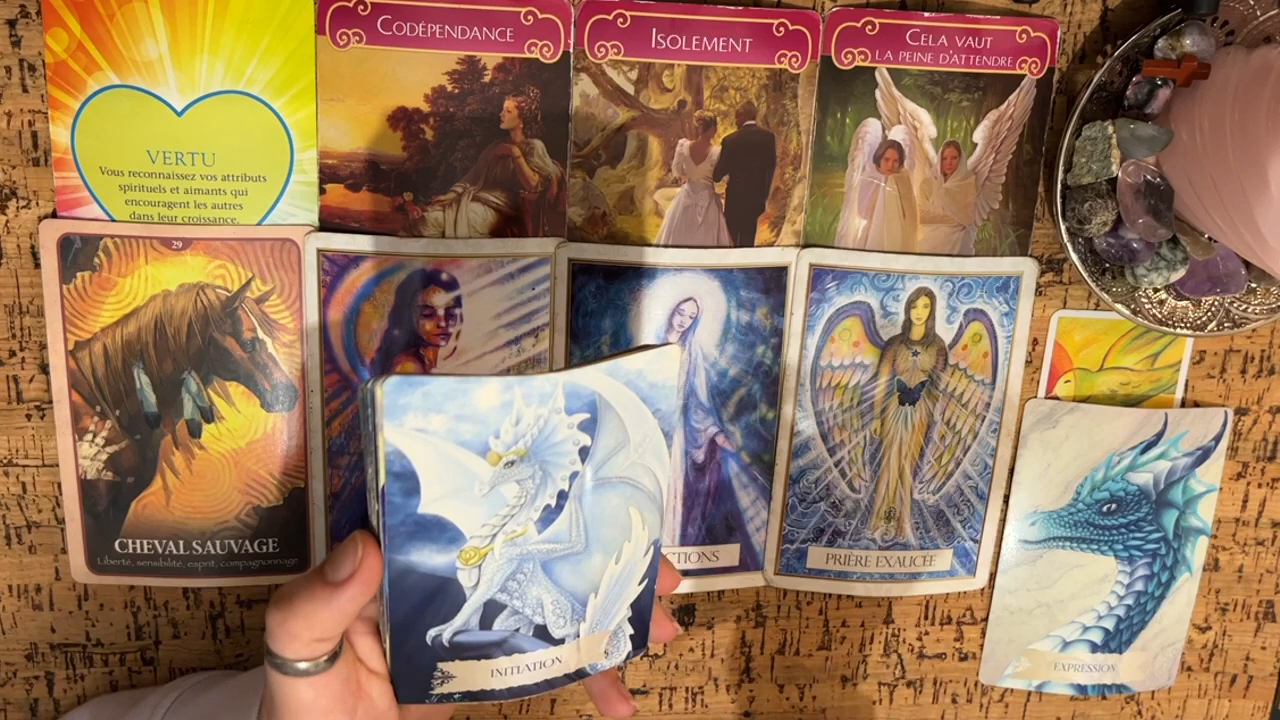 VERTU
Vous reconnaissez vos attributs
spirituels et aimants qui
encouragent les autres
dans leur croissance.
CODÉPENDANCE
ISOLEMENT
CELA VAUT
LA PEINE D'ATTENDRE
29
CHEVAL SAUVAGE
Liberté, sensibilité, esprit, compagnonnage
CTIONS
PRIÈRE EXAUCÉE
INITIATION
EXPRESSION